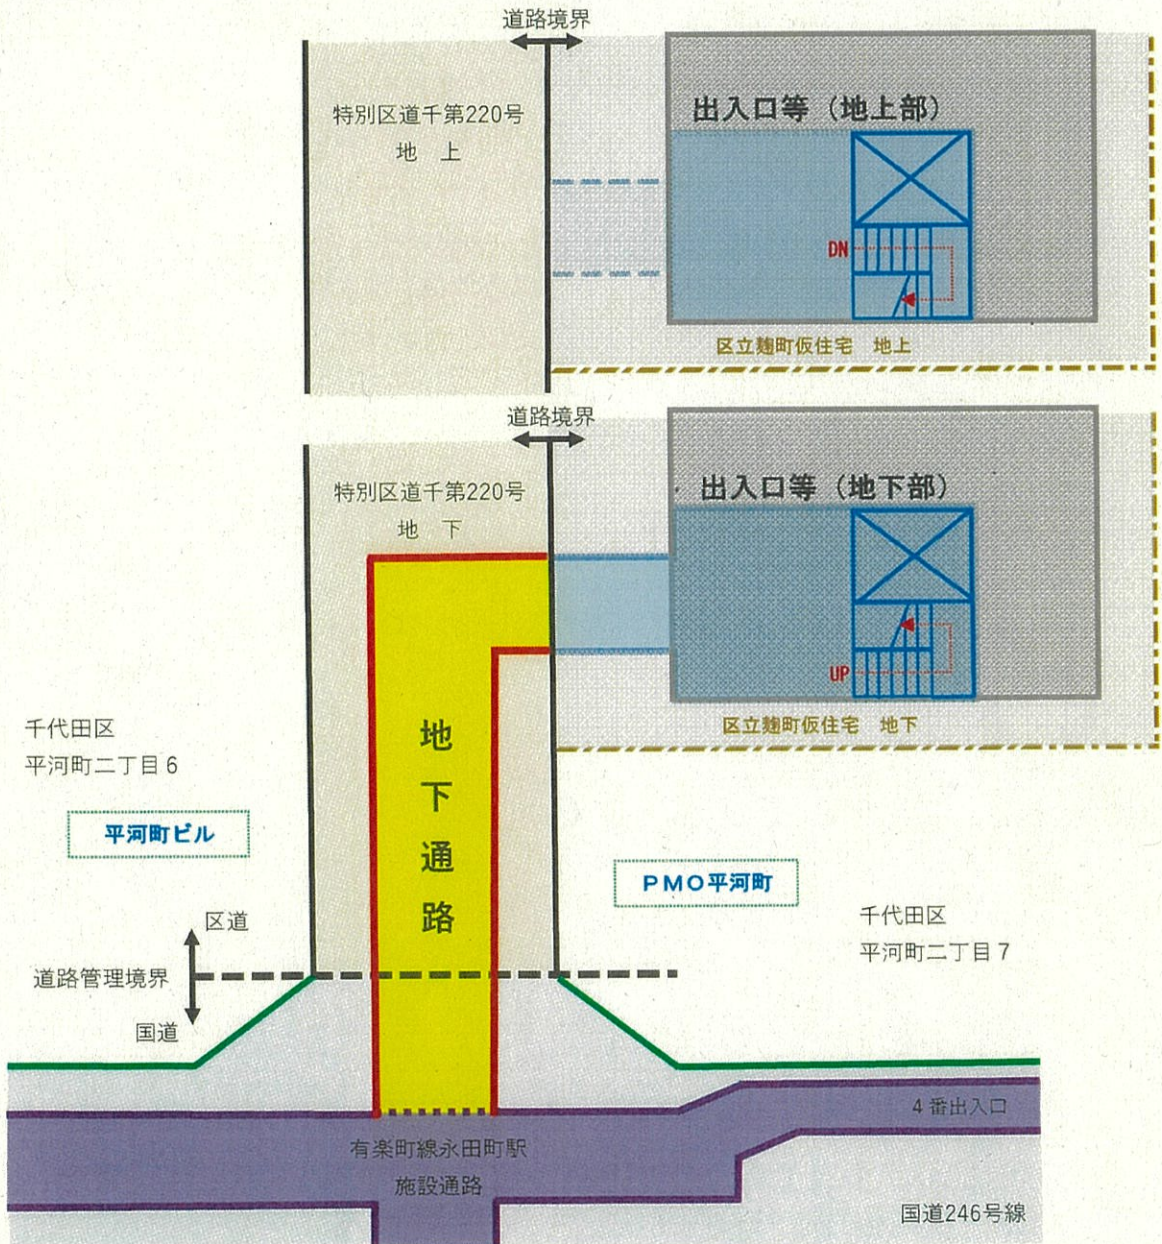 道路境界
特別区道千第220号
地 上
出入口等（地上部）
DN
区立麹町仮住宅 地上
道路境界
特別区道千第220号
地 下
出入口等（地下部）
UP
区立麹町仮住宅 地下
千代田区
平河町二丁目6
平河町ビル
地下通路
PMO平河町
千代田区
平河町二丁目7
区道
道路管理境界
国道
4番出入口
有楽町線永田町駅
施設通路
国道246号線